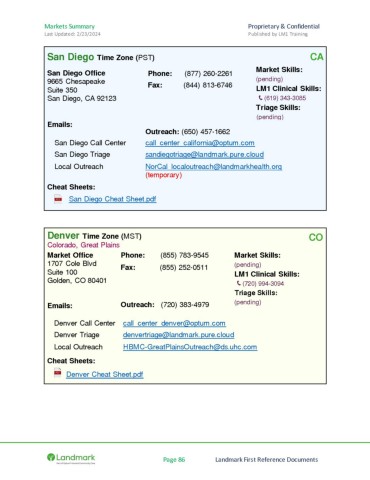 Markets Summary Proprietary & Confidential
Last Updated: 2/23/2024 Published by LM1 Training
San Diego Time Zone (PST) CA
San Diego Office
9665 Chesapeake
Suite 350
San Diego, CA 92123
Phone: (877) 260-2261
Fax: (844) 813-6746
Market Skills:
(pending)
LM1 Clinical Skills:
(619) 343-3085
Triage Skills:
(pending)
Emails:
Outreach: (650) 457-1662
San Diego Call Center call_center_california@optum.com
San Diego Triage sandiegotriage@landmark.pure.cloud
Local Outreach NorCal_localoutreach@landmarkhealth.org
(temporary)
Cheat Sheets:
San Diego Cheat Sheet.pdf
Denver Time Zone (MST) CO
Colorado, Great Plains
Market Office
1707 Cole Blvd
Suite 100
Golden, CO 80401
Phone: (855) 783-9545
Fax: (855) 252-0511
Market Skills:
(pending)
LM1 Clinical Skills:
(720) 994-3094
Triage Skills:
(pending)
Emails: Outreach: (720) 383-4979
Denver Call Center call_center_denver@optum.com
Denver Triage denvertriage@landmark.pure.cloud
Local Outreach HBMC-GreatPlainsOutreach@ds.uhc.com
Cheat Sheets:
Denver Cheat Sheet.pdf
Landmark Page 86 Landmark First Reference Documents